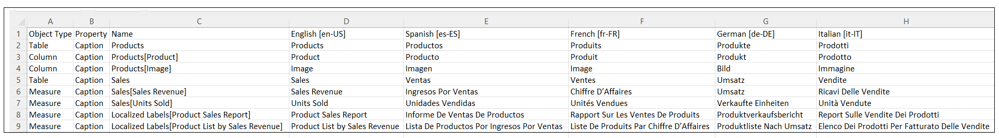 A B C D E F G H
1 Object Type Property Name English [en-US] Spanish [es-ES] French [fr-FR] German [de-DE] Italian [it-IT]
2 Table Caption Products Products Productos Produits Produkte Prodotti
3 Column Caption Products[Product] Product Producto Produit Produkt Prodotto
4 Column Caption Products[Image] Image Imagen Image Bild Immagine
5 Table Caption Sales Sales Ventas Ventes Umsatz Vendite
6 Measure Caption Sales[Sales Revenue] Sales Revenue Ingresos Por Ventas Chiffre D’Affaires Umsatz Ricavi Delle Vendite
7 Measure Caption Sales[Units Sold] Units Sold Unidades Vendidas Unités Vendues Verkaufte Einheiten Unità Vendute
8 Measure Caption Localized Labels[Product Sales Report] Product Sales Report Informe De Ventas De Productos Rapport Sur Les Ventes De Produits Produktverkaufsbericht Report Sulle Vendite Dei Prodotti
9 Measure Caption Localized Labels[Product List by Sales Revenue] Product List by Sales Revenue Lista De Productos Por Ingresos Por Ventas Liste De Produits Par Chiffre D’Affaires Produktliste Nach Umsatz Elenco Dei Prodotti Per Fatturato Delle Vendite